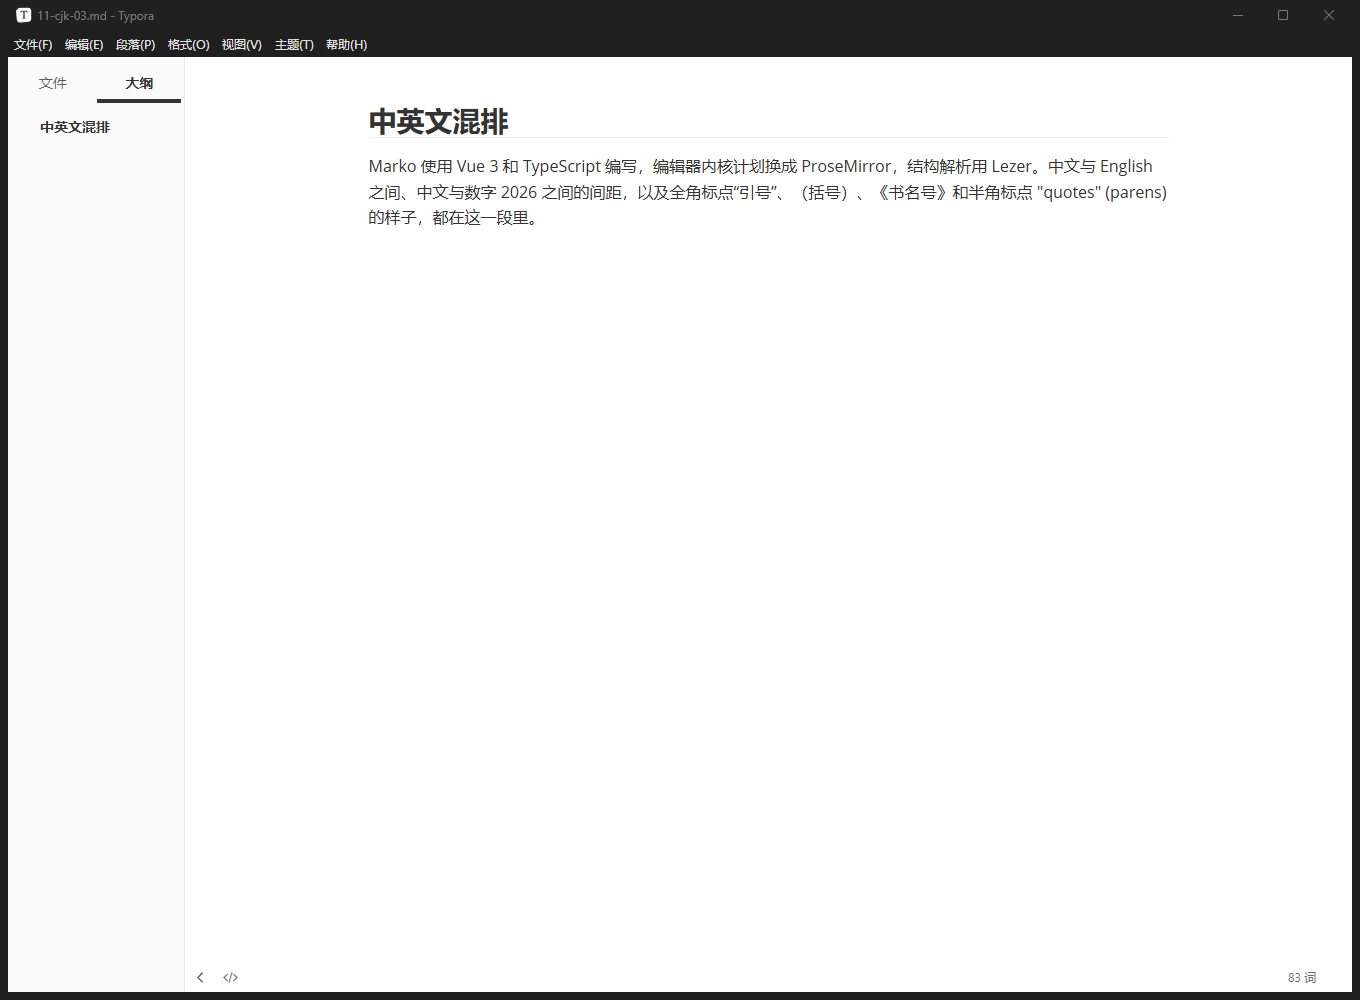 11-cjk-03.md - Typora
文件(F) 编辑(E) 段落(P) 格式(O) 视图(V) 主题(T) 帮助(H)
文件 大纲
中英文混排
中英文混排
Marko 使用 Vue 3 和 TypeScript 编写，编辑器内核计划换成 ProseMirror，结构解析用 Lezer。中文与 English
之间、中文与数字 2026 之间的间距，以及全角标点“引号”、（括号）、《书名号》和半角标点 "quotes" (parens)
的样子，都在这一段里。
83 词